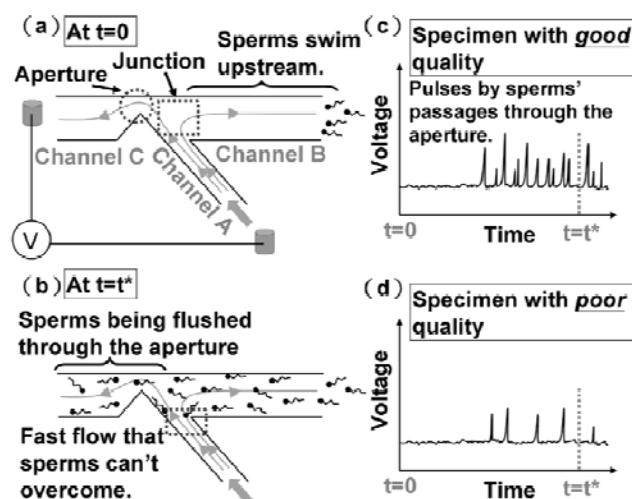 (a) At t=0
Sperms swim
upstream.
Junction
Aperture
Channel C
Channel A
Channel B
V
(b) At t=t*
Sperms being flushed
through the aperture
Fast flow that
sperms can't
overcome.
(c) Specimen with good
quality
Pulses by sperms'
passages through the
aperture.
Voltage
t=0
Time
t=t*
(d) Specimen with poor
quality
Voltage
t=0
Time
t=t*